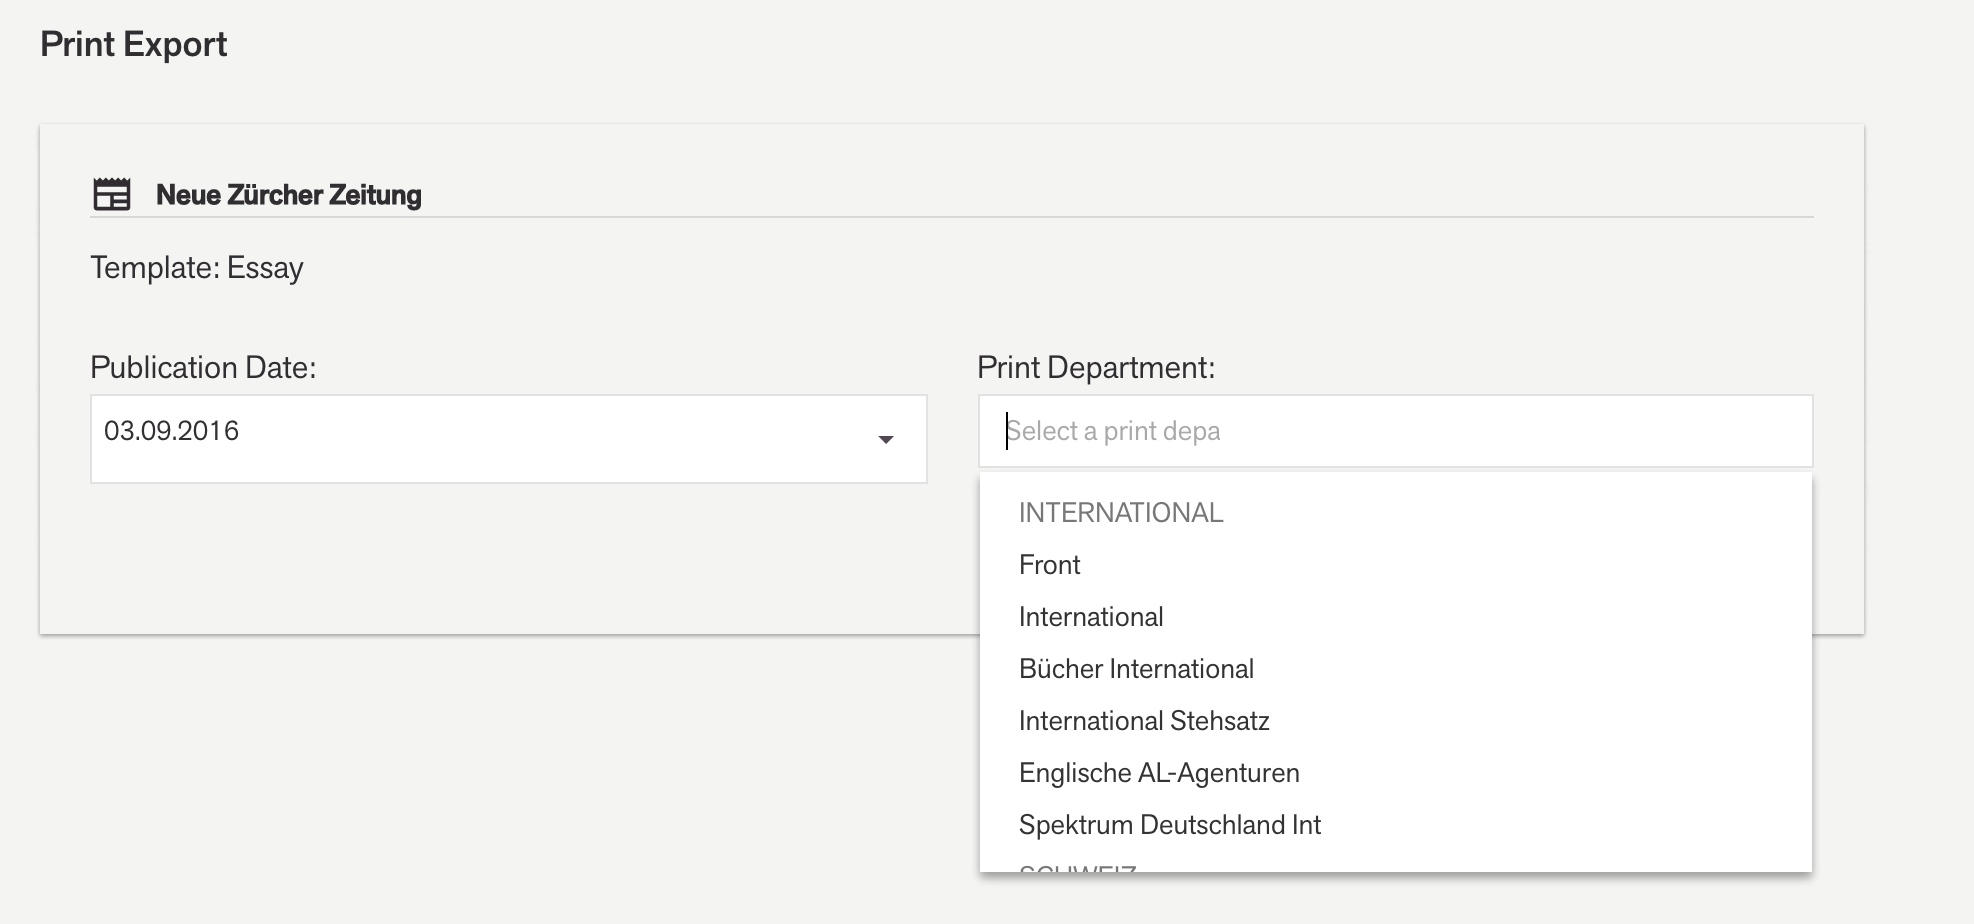 Print Export
Neue Zürcher Zeitung
Template: Essay
Publication Date:
03.09.2016
Print Department:
Select a print depa
INTERNATIONAL
Front
International
Bücher International
International Stehsatz
Englische AL-Agenturen
Spektrum Deutschland Int
SCHWEIZ